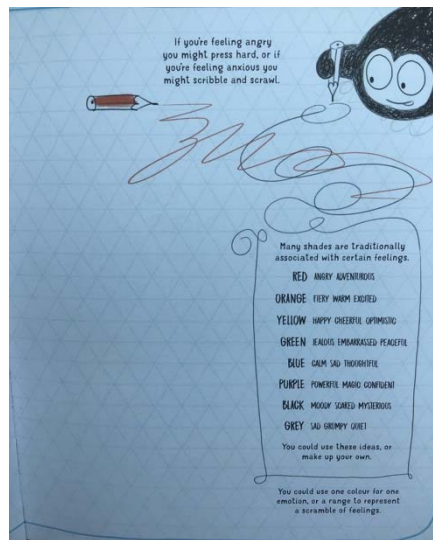 If you're feeling angry
you might press hard, or if
you're feeling anxious you
might scribble and scrawl.
Many shades are traditionally
associated with certain feelings.
RED ANGRY ADVENTUROUS
ORANGE FIERY WARM EXCITED
YELLOW HAPPY CHEERFUL OPTIMISTIC
GREEN JEALOUS EMBARRASSED PEACEFUL
BLUE CALM SAD THOUGHTFUL
PURPLE POWERFUL MAGIC CONFIDENT
BLACK MOODY SCARED MYSTERIOUS
GREY SAD GRUMPY QUIET
You could use these ideas, or
make up your own.
You could use one colour for one
emotion, or a range to represent
a scramble of feelings.